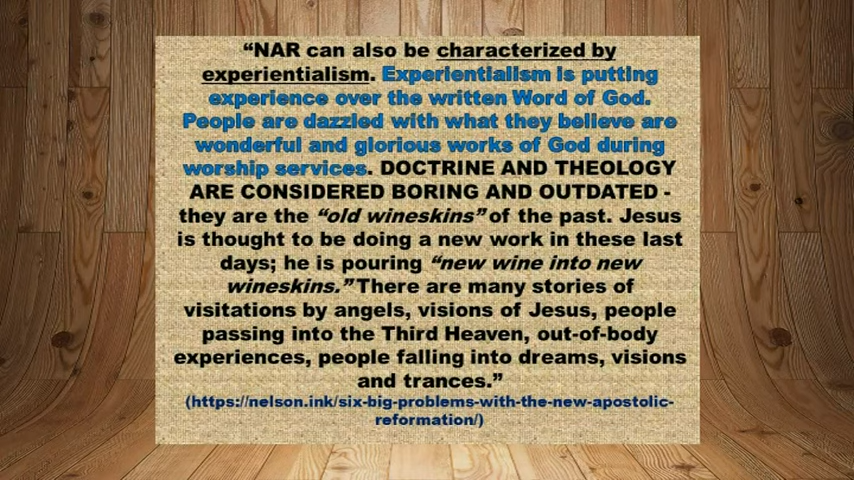 “NAR can also be characterized by
experientialism. Experientialism is putting
experience over the written Word of God.
People are dazzled with what they believe are
wonderful and glorious works of God during
worship services. DOCTRINE AND THEOLOGY
ARE CONSIDERED BORING AND OUTDATED -
they are the “old wineskins” of the past. Jesus
is thought to be doing a new work in these last
days; he is pouring “new wine into new
wineskins.” There are many stories of
visitations by angels, visions of Jesus, people
passing into the Third Heaven, out-of-body
experiences, people falling into dreams, visions
and trances.”
(https://nelson.ink/six-big-problems-with-the-new-apostolic-
reformation/)